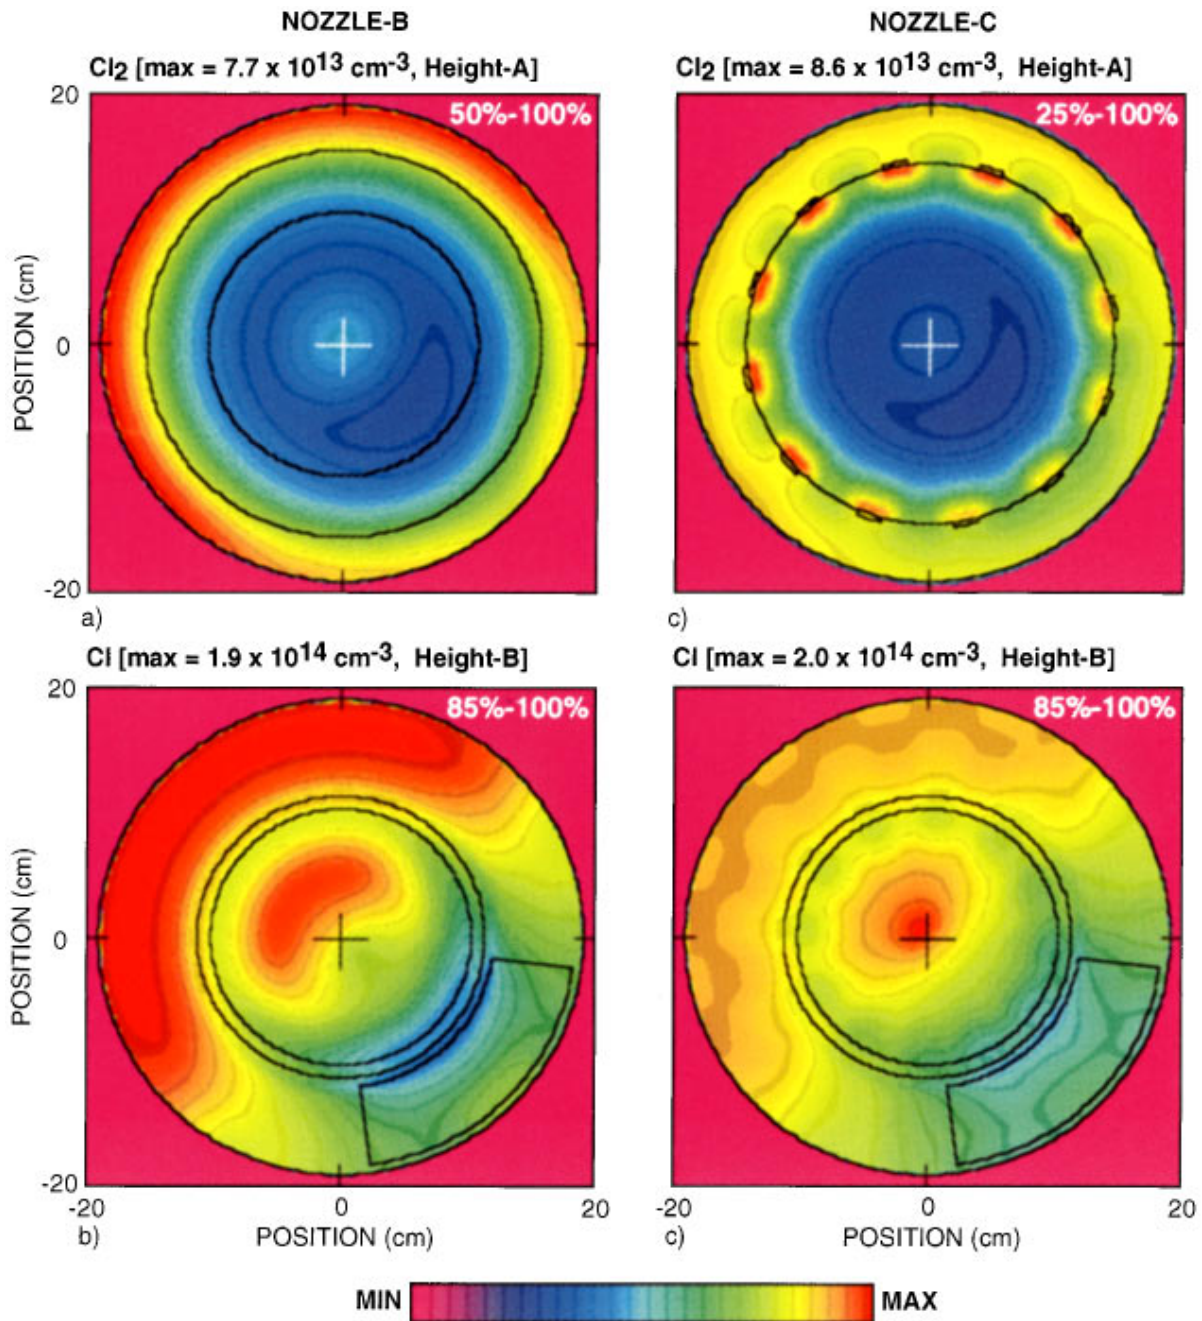 NOZZLE-B
NOZZLE-C
Cl2 [max = 7.7 x 10^13 cm^-3, Height-A]
Cl2 [max = 8.6 x 10^13 cm^-3, Height-A]
20
50%-100%
25%-100%
POSITION (cm)
0
-20
a)
c)
Cl [max = 1.9 x 10^14 cm^-3, Height-B]
Cl [max = 2.0 x 10^14 cm^-3, Height-B]
20
85%-100%
85%-100%
POSITION (cm)
0
-20
-20 0 20
-20 0 20
b) POSITION (cm)
c) POSITION (cm)
MIN MAX